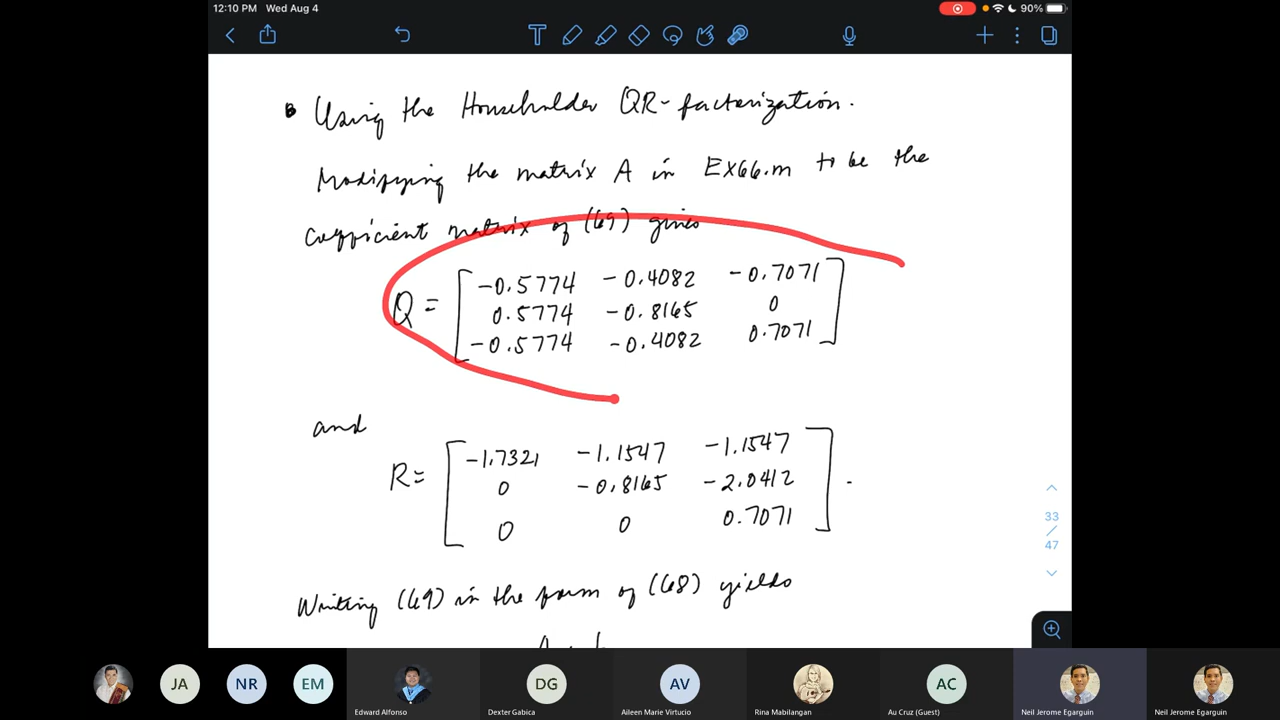 12:10 PM Wed Aug 4
90%
Using the Householder QR-factorization.
Modifying the matrix A in EX66.m to be the
coefficient matrix of (69) gives
Q = [ -0.5774 -0.4082 -0.7071
0.5774 -0.8165 0
-0.5774 -0.4082 0.7071 ]
and
R = [ -1.7321 -1.1547 -1.1547
0 -0.8165 -2.0412
0 0 0.7071 ] .
33
/
47
Writing (69) in the form of (68) yields
JA
NR
EM
Edward Alfonso
DG
Dexter Gabica
AV
Aileen Marie Virtucio
Rina Mabilangan
AC
Au Cruz (Guest)
Neil Jerome Egarguin
Neil Jerome Egarguin